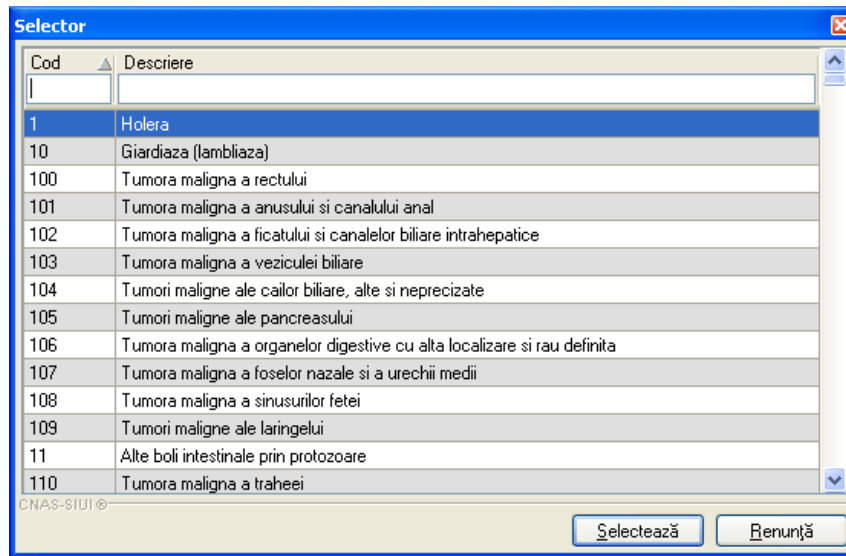 Selector
Cod Descriere
1 Holera
10 Giardiaza (lambliaza)
100 Tumora maligna a rectului
101 Tumora maligna a anusului si canalului anal
102 Tumora maligna a ficatului si canalelor biliare intrahepatice
103 Tumora maligna a veziculei biliare
104 Tumori maligne ale cailor biliare, alte si neprecizate
105 Tumori maligne ale pancreasului
106 Tumora maligna a organelor digestive cu alta localizare si rau definita
107 Tumora maligna a foselor nazale si a urechii medii
108 Tumora maligna a sinusurilor fetei
109 Tumori maligne ale laringelui
11 Alte boli intestinale prin protozoare
110 Tumora maligna a traheei
CNAS-SIUI ®
Selectează Renunţă